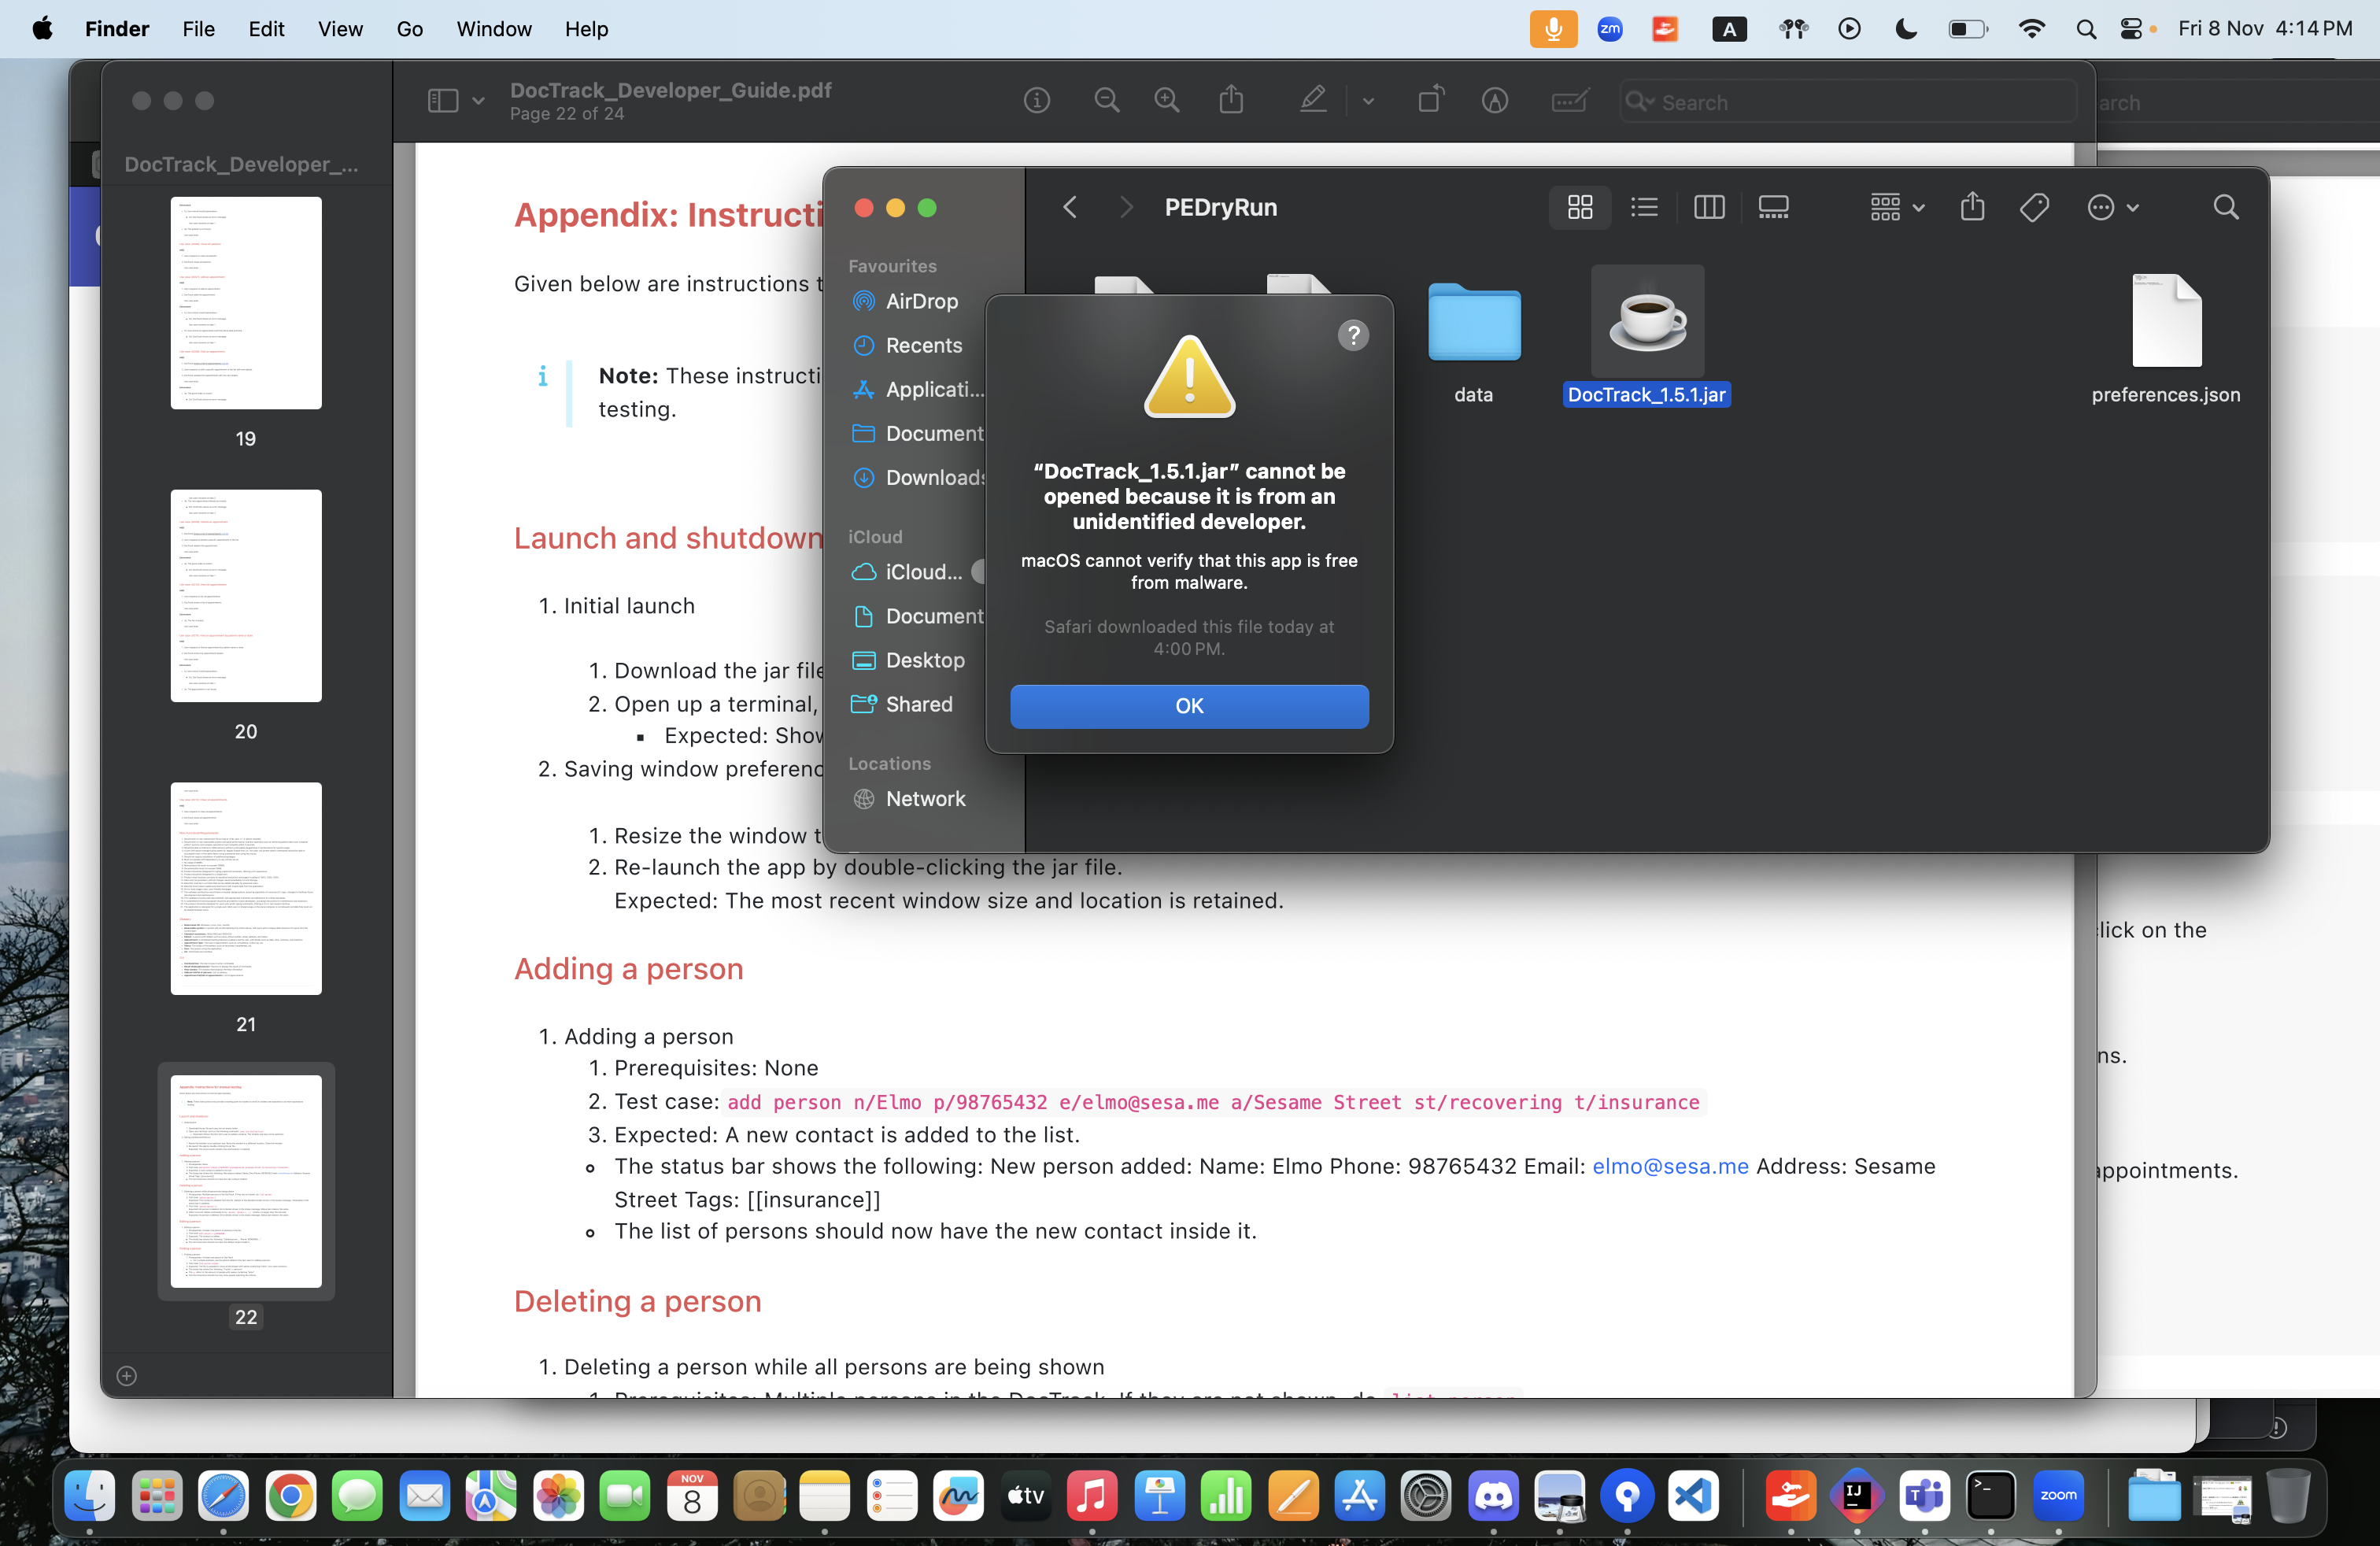 Finder File Edit View Go Window Help
zm
A
Fri 8 Nov 4:14 PM
DocTrack_Developer_Guide.pdf
Page 22 of 24
Search
arch
DocTrack_Developer_...
19
20
21
22
Appendix: Instructi
Given below are instructions t
i
Note: These instructi
testing.
Launch and shutdown
1. Initial launch
1. Download the jar file
2. Open up a terminal,
Expected: Show
2. Saving window preferenc
1. Resize the window t
2. Re-launch the app by double-clicking the jar file.
Expected: The most recent window size and location is retained.
Adding a person
1. Adding a person
1. Prerequisites: None
2. Test case: add person n/Elmo p/98765432 e/elmo@sesa.me a/Sesame Street st/recovering t/insurance
3. Expected: A new contact is added to the list.
The status bar shows the following: New person added: Name: Elmo Phone: 98765432 Email: elmo@sesa.me Address: Sesame
Street Tags: [[insurance]]
The list of persons should now have the new contact inside it.
Deleting a person
1. Deleting a person while all persons are being shown
1. Prerequisites: Multiple persons in the DocTrack. If they are not shown, do list person
PEDryRun
Favourites
AirDrop
Recents
Applicati...
Document
Downloads
iCloud
iCloud...
Document
Desktop
Shared
Locations
Network
data
DocTrack_1.5.1.jar
preferences.json
?
“DocTrack_1.5.1.jar” cannot be
opened because it is from an
unidentified developer.
macOS cannot verify that this app is free
from malware.
Safari downloaded this file today at
4:00 PM.
OK
lick on the
ns.
appointments.
NOV
8
tv
IJ
T
zoom